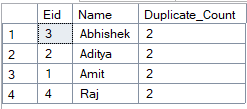 Eid Name Duplicate_Count
1 3 Abhishek 2
2 2 Aditya 2
3 1 Amit 2
4 4 Raj 2